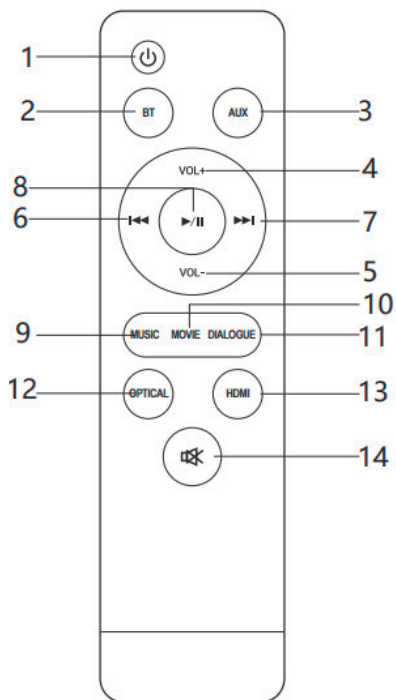 1
2 BT AUX 3
VOL+ 4
8
6 7
VOL- 5
10
9 MUSIC MOVIE DIALOGUE 11
12 OPTICAL HDMI 13
14